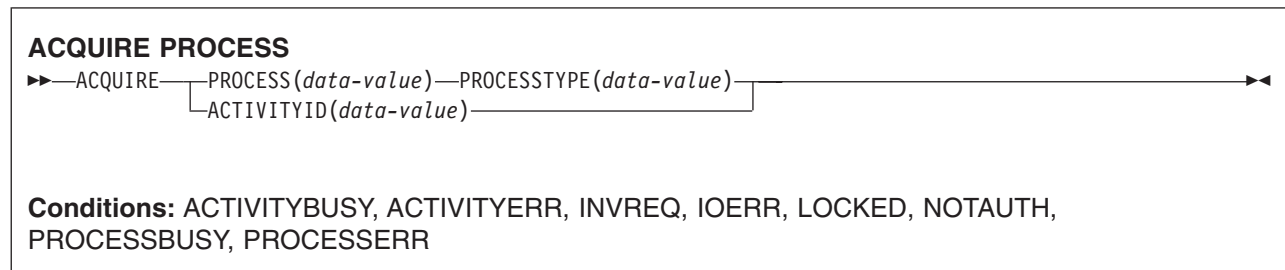 ACQUIRE PROCESS
ACQUIRE PROCESS(data-value) PROCESSTYPE(data-value)
ACTIVITYID(data-value)
Conditions: ACTIVITYBUSY, ACTIVITYERR, INVREQ, IOERR, LOCKED, NOTAUTH,
PROCESSBUSY, PROCESSERR